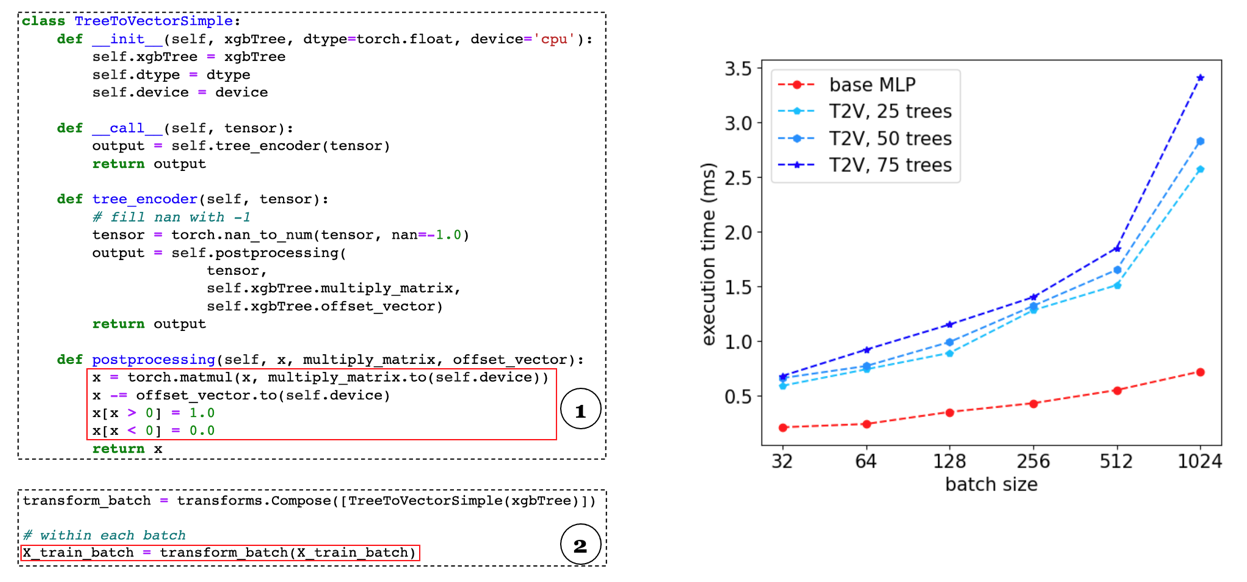 class TreeToVectorSimple:
    def __init__(self, xgbTree, dtype=torch.float, device='cpu'):
        self.xgbTree = xgbTree
        self.dtype = dtype
        self.device = device
    def __call__(self, tensor):
        output = self.tree_encoder(tensor)
        return output
    def tree_encoder(self, tensor):
        # fill nan with -1
        tensor = torch.nan_to_num(tensor, nan=-1.0)
        output = self.postprocessing(
                     tensor,
                     self.xgbTree.multiply_matrix,
                     self.xgbTree.offset_vector)
        return output
    def postprocessing(self, x, multiply_matrix, offset_vector):
        x = torch.matmul(x, multiply_matrix.to(self.device))
        x -= offset_vector.to(self.device)
        x[x > 0] = 1.0
        x[x < 0] = 0.0
        return x
1
transform_batch = transforms.Compose([TreeToVectorSimple(xgbTree)])
# within each batch
X_train_batch = transform_batch(X_train_batch)
2
base MLP
T2V, 25 trees
T2V, 50 trees
T2V, 75 trees
execution time (ms)
3.5
3.0
2.5
2.0
1.5
1.0
0.5
32 64 128 256 512 1024
batch size